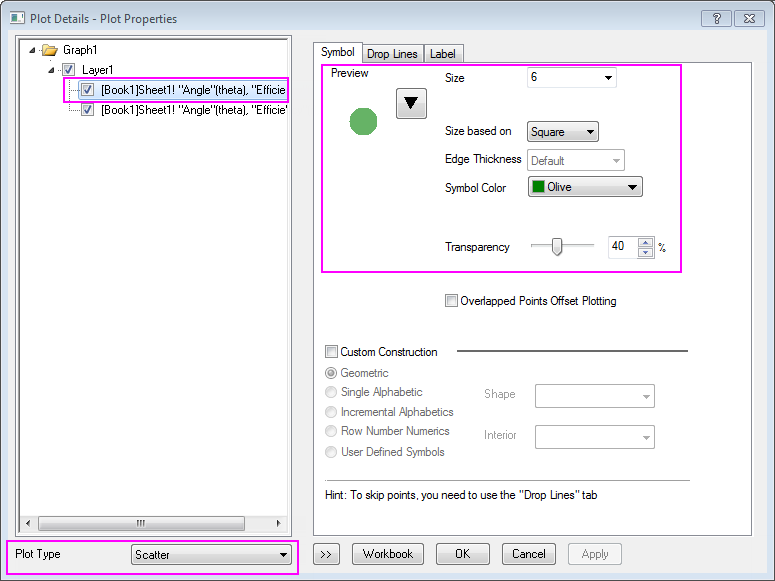 Plot Details - Plot Properties
Graph1
Layer1
[Book1]Sheet1! "Angle"(theta), "Efficie
[Book1]Sheet1! "Angle"(theta), "Efficie'
Plot Type
Scatter
Symbol
Drop Lines
Label
Preview
Size
6
Size based on
Square
Edge Thickness
Default
Symbol Color
Olive
Transparency
40
%
Overlapped Points Offset Plotting
Custom Construction
Geometric
Single Alphabetic
Incremental Alphabetics
Row Number Numerics
User Defined Symbols
Shape
Interior
Hint: To skip points, you need to use the "Drop Lines" tab
>>
Workbook
OK
Cancel
Apply